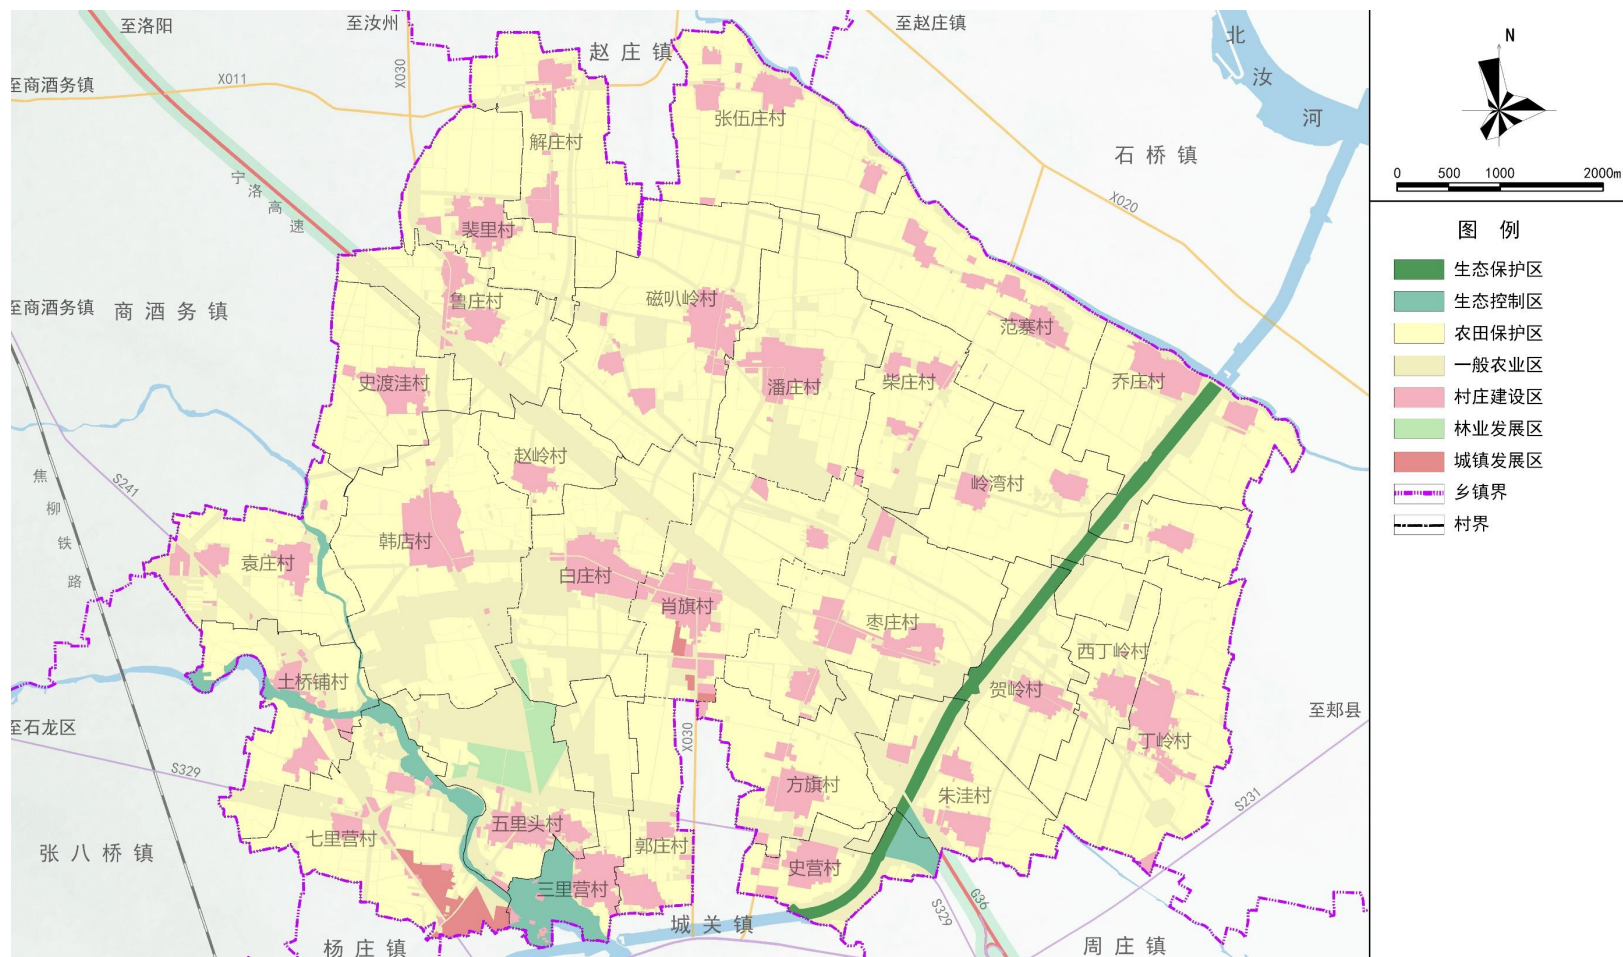 至洛阳
至汝州
赵庄镇
至赵庄镇
北汝河
N
至商酒务镇
X011
X030
张伍庄村
解庄村
石桥镇
0 500 1000 2000m
宁洛高速
X020
裴里村
图例
生态保护区
生态控制区
农田保护区
一般农业区
村庄建设区
林业发展区
城镇发展区
乡镇界
村界
至商酒务镇
商酒务镇
鲁庄村
磁叭岭村
范寨村
史渡洼村
潘庄村
柴庄村
乔庄村
赵岭村
岭湾村
焦柳铁路
S241
韩店村
袁庄村
白庄村
肖旗村
枣庄村
西丁岭村
土桥铺村
贺岭村
至石龙区
至郏县
X030
丁岭村
S329
方旗村
朱洼村
S231
七里营村
五里头村
郭庄村
张八桥镇
史营村
三里营村
G36
S329
城关镇
杨庄镇
周庄镇